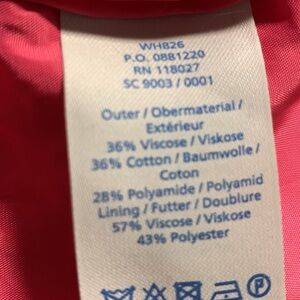 WH826
P.O. 0881220
RN 118027
SC 9003 / 0001
Outer / Obermaterial /
Extérieur
36% Viscose / Viskose
36% Cotton / Baumwolle /
Coton
28% Polyamide / Polyamid
Lining / Futter / Doublure
57% Viscose / Viskose
43% Polyester